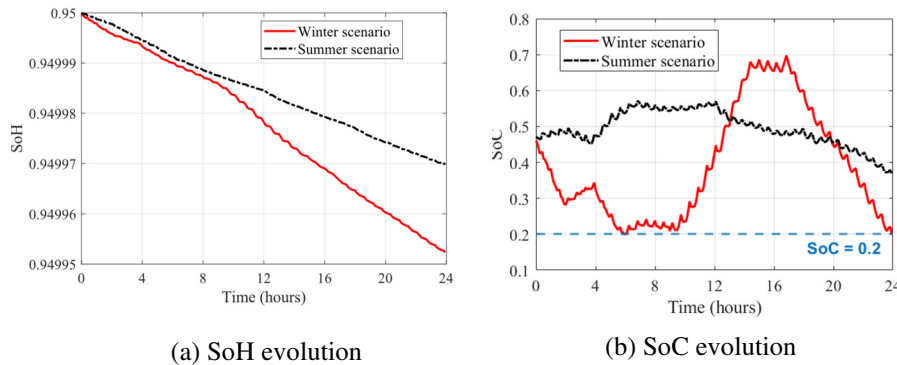 0.95
0.94999
0.94998
0.94997
0.94996
0.94995
SoH
0 4 8 12 16 20 24
Time (hours)
Winter scenario
Summer scenario
(a) SoH evolution
0.8
0.7
0.6
0.5
0.4
0.3
0.2
0.1
SoC
0 4 8 12 16 20 24
Time (hours)
Winter scenario
Summer scenario
SoC = 0.2
(b) SoC evolution